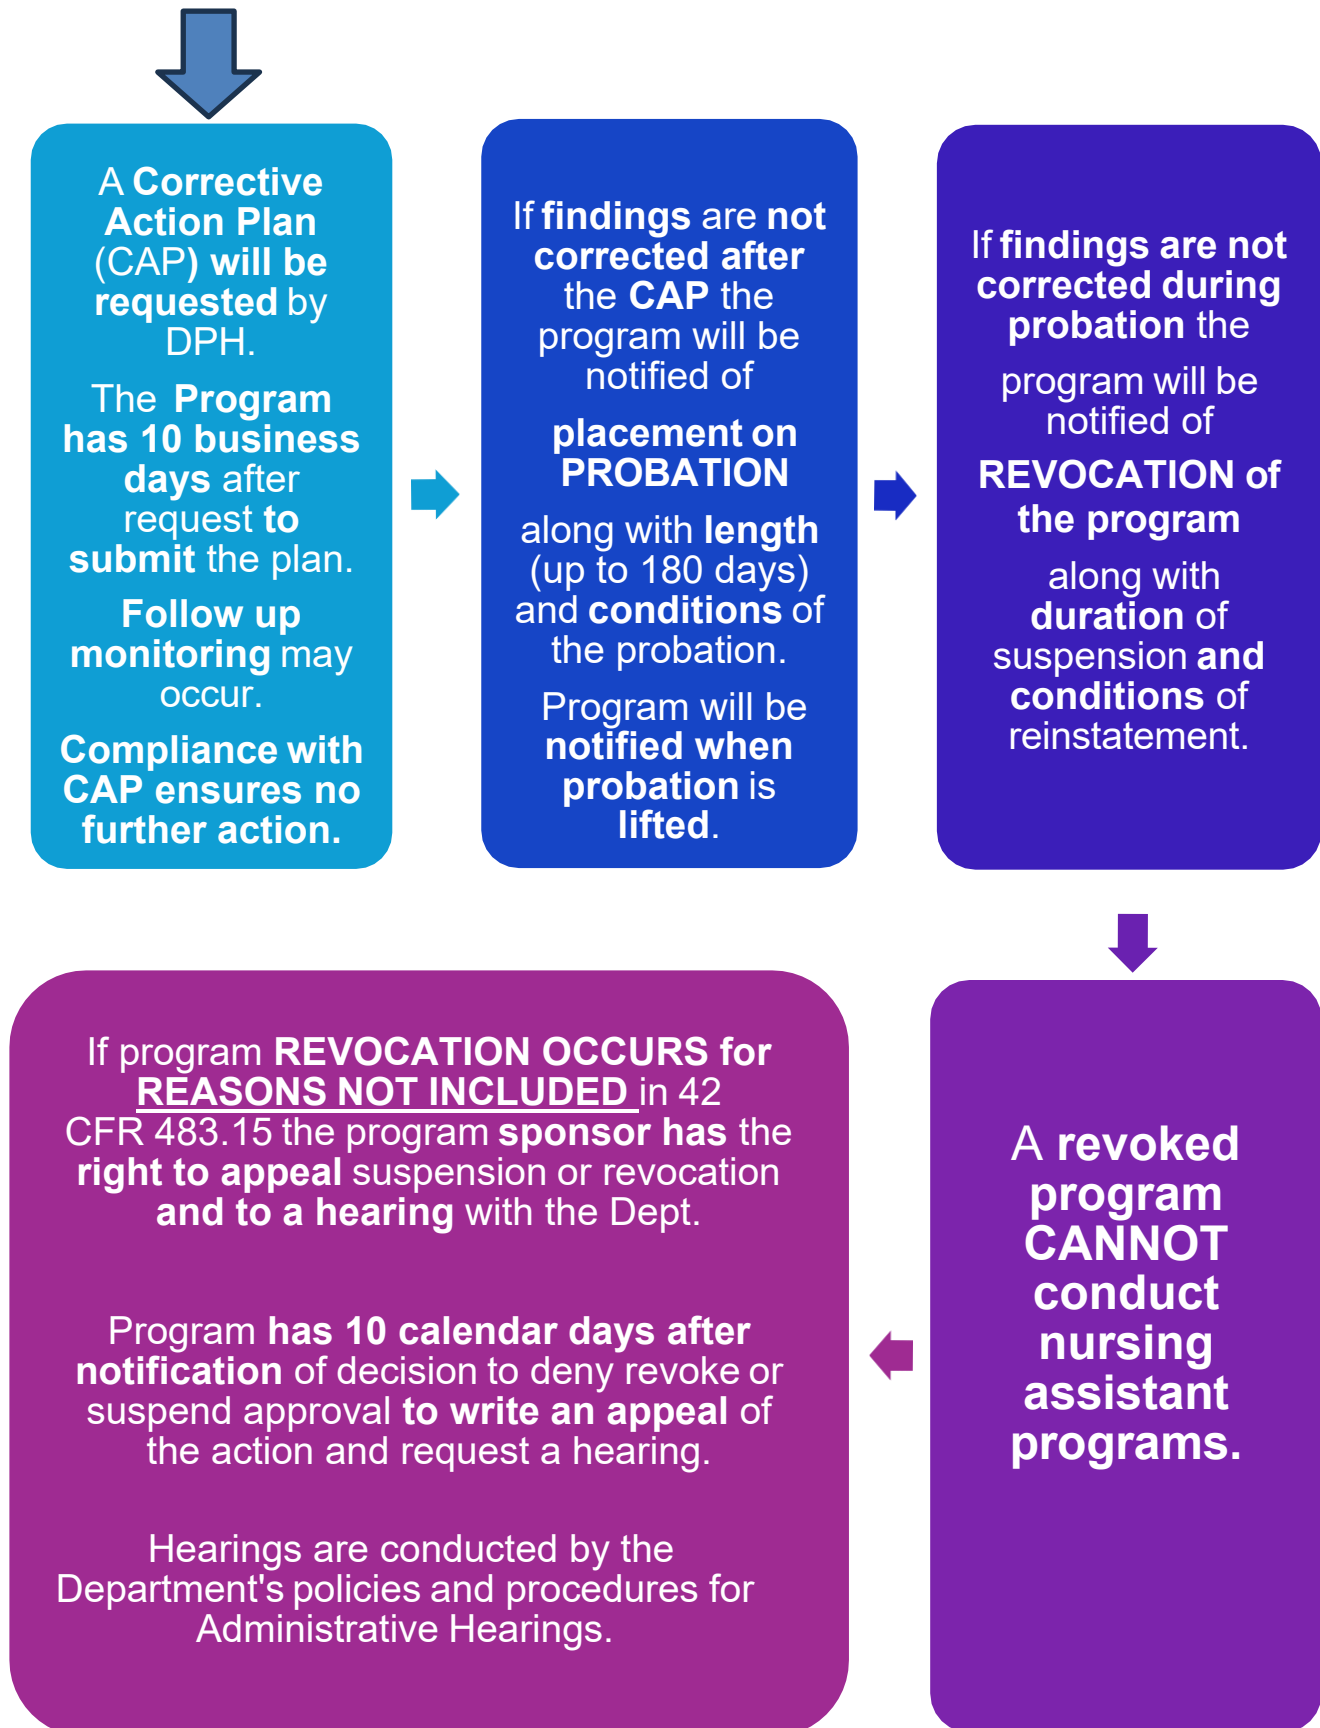 A Corrective
Action Plan
(CAP) will be
requested by
DPH.
The Program
has 10 business
days after
request to
submit the plan.
Follow up
monitoring may
occur.
Compliance with
CAP ensures no
further action.
If findings are not
corrected after
the CAP the
program will be
notified of
placement on
PROBATION
along with length
(up to 180 days)
and conditions of
the probation.
Program will be
notified when
probation is
lifted.
If findings are not
corrected during
probation the
program will be
notified of
REVOCATION of
the program
along with
duration of
suspension and
conditions of
reinstatement.
A revoked
program
CANNOT
conduct
nursing
assistant
programs.
If program REVOCATION OCCURS for
REASONS NOT INCLUDED in 42
CFR 483.15 the program sponsor has the
right to appeal suspension or revocation
and to a hearing with the Dept.
Program has 10 calendar days after
notification of decision to deny revoke or
suspend approval to write an appeal of
the action and request a hearing.
Hearings are conducted by the
Department's policies and procedures for
Administrative Hearings.